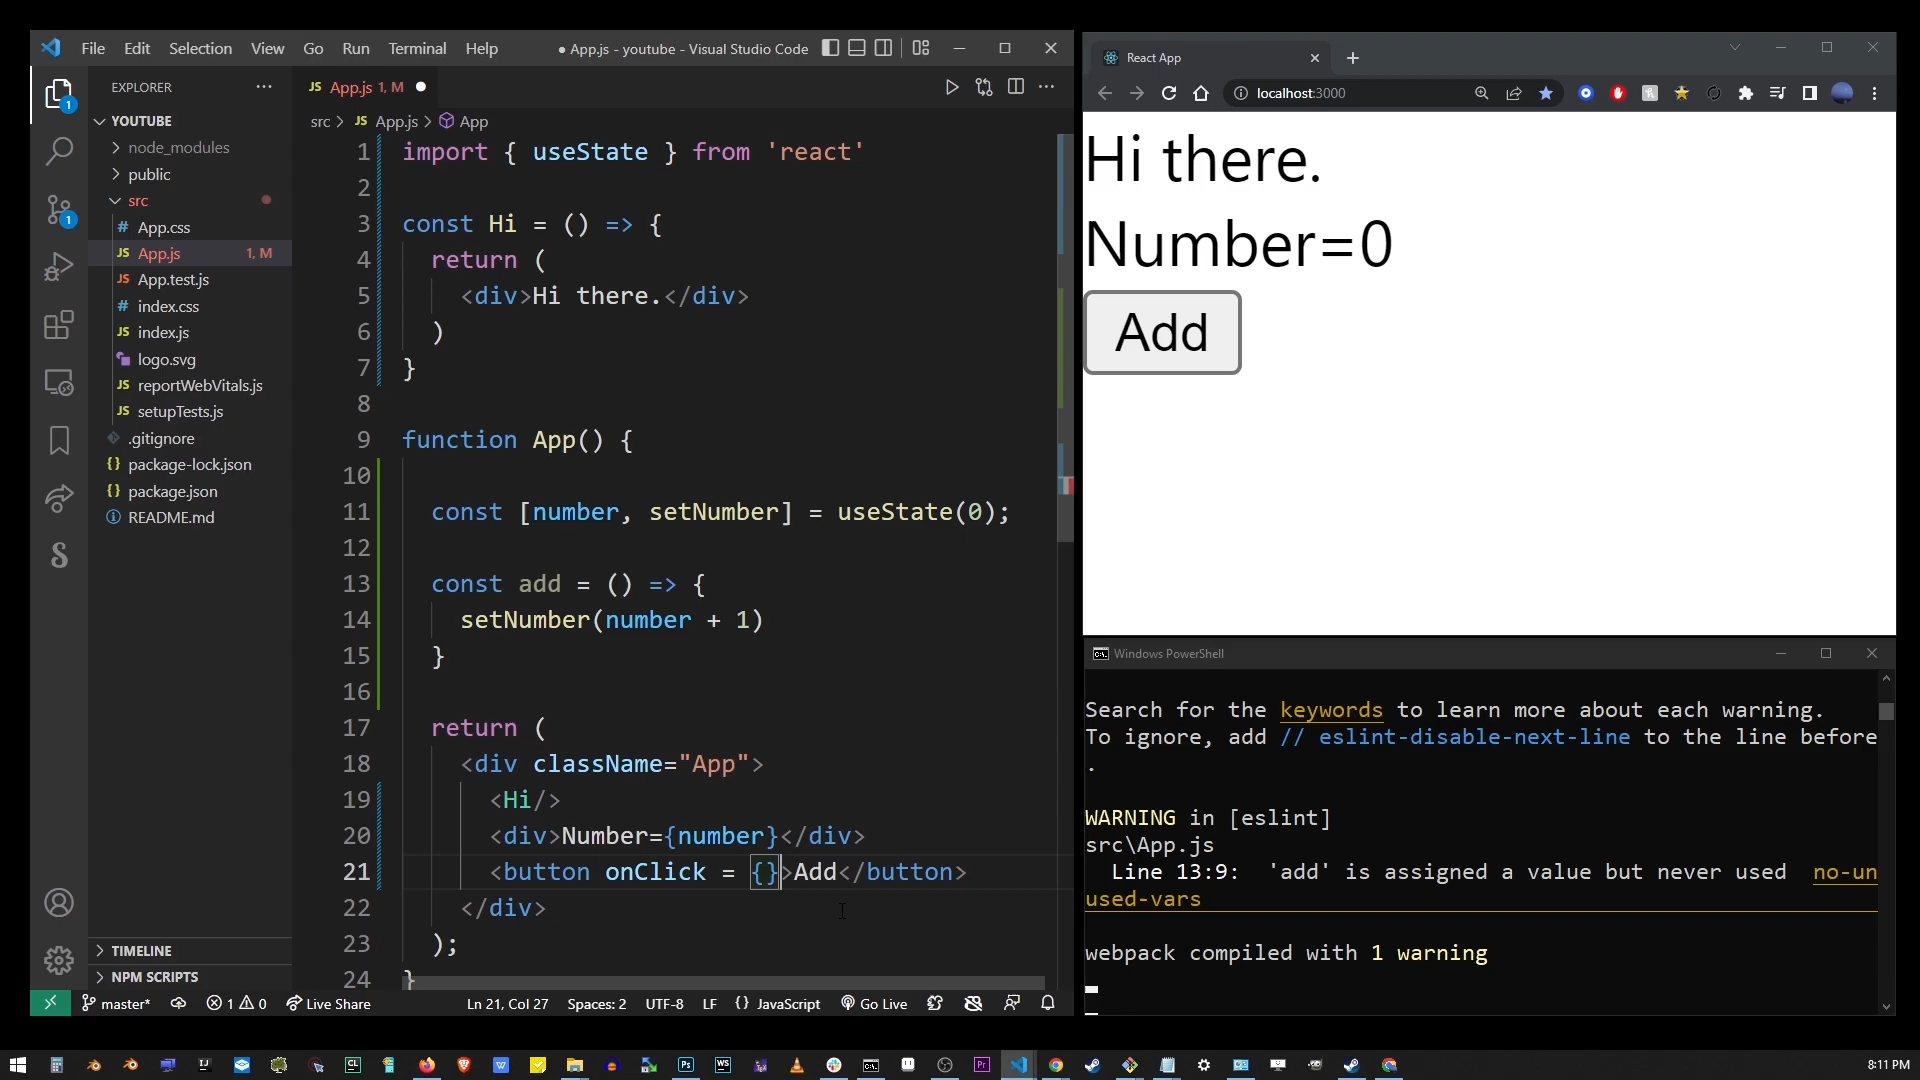 File Edit Selection View Go Run Terminal Help
● App.js - youtube - Visual Studio Code
EXPLORER
JS App.js 1, M
src > JS App.js > App
YOUTUBE
node_modules
public
src
# App.css
JS App.js 1, M
JS App.test.js
# index.css
JS index.js
logo.svg
JS reportWebVitals.js
JS setupTests.js
.gitignore
{} package-lock.json
{} package.json
README.md
TIMELINE
NPM SCRIPTS
1
1
1 import { useState } from 'react'
2
3 const Hi = () => {
4 return (
5 <div>Hi there.</div>
6 )
7 }
8
9 function App() {
10
11 const [number, setNumber] = useState(0);
12
13 const add = () => {
14 setNumber(number + 1)
15 }
16
17 return (
18 <div className="App">
19 <Hi/>
20 <div>Number={number}</div>
21 <button onClick = {}>Add</button>
22 </div>
23 );
24 }
master* 1 0 Live Share Ln 21, Col 27 Spaces: 2 UTF-8 LF {} JavaScript Go Live
React App
localhost:3000
Hi there.
Number=0
Add
Windows PowerShell
Search for the keywords to learn more about each warning.
To ignore, add // eslint-disable-next-line to the line before
.
WARNING in [eslint]
src\App.js
Line 13:9: 'add' is assigned a value but never used no-un
used-vars
webpack compiled with 1 warning
8:11 PM